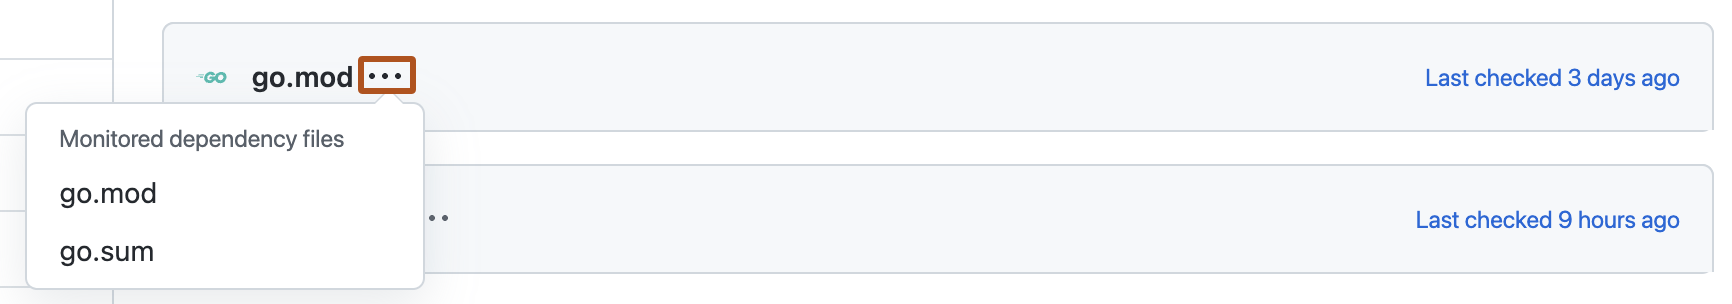 GO go.mod ••• Last checked 3 days ago
Monitored dependency files
go.mod
Last checked 9 hours ago
go.sum